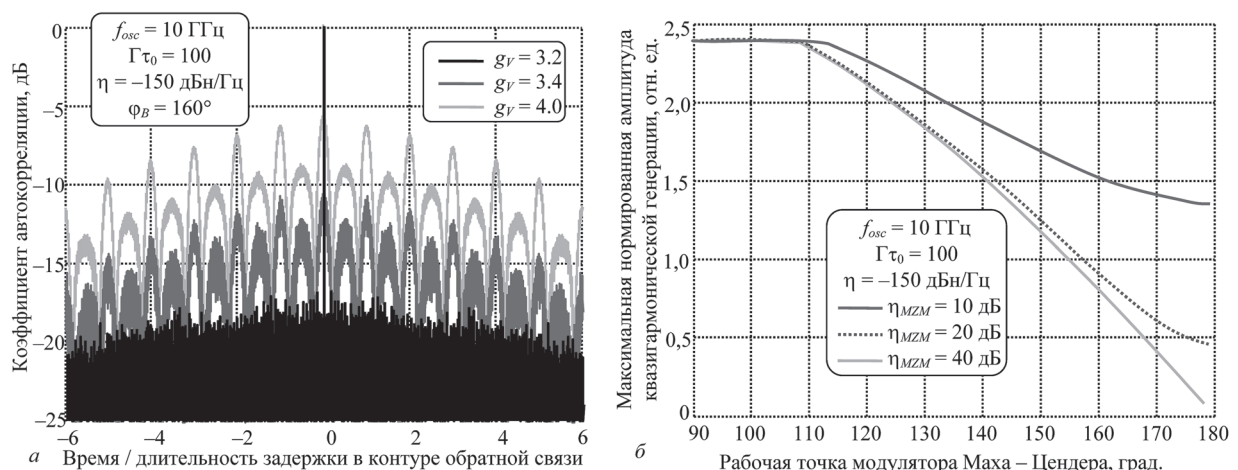 Коэффициент автокорреляции, дБ
0
–5
–10
–15
–20
–25
f_osc = 10 ГГц
Γτ₀ = 100
η = –150 дБн/Гц
φ_B = 160°
g_V = 3.2
g_V = 3.4
g_V = 4.0
–6 –4 –2 0 2 4 6
а Время / длительность задержки в контуре обратной связи
Максимальная нормированная амплитуда
квазигармонической генерации, отн. ед.
2,5
2,0
1,5
1,0
0,5
0
f_osc = 10 ГГц
Γτ₀ = 100
η = –150 дБн/Гц
η_MZM = 10 дБ
η_MZM = 20 дБ
η_MZM = 40 дБ
90 100 110 120 130 140 150 160 170 180
б Рабочая точка модулятора Маха – Цендера, град.